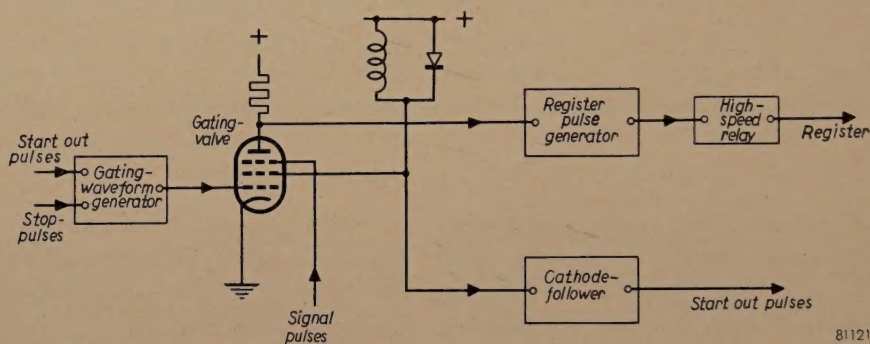 +
+
Gating-
valve
Start out
pulses
Stop-
pulses
Gating-
waveform
generator
Signal
pulses
Register
pulse
generator
High-
speed
relay
Register
Cathode-
follower
Start out pulses
81121